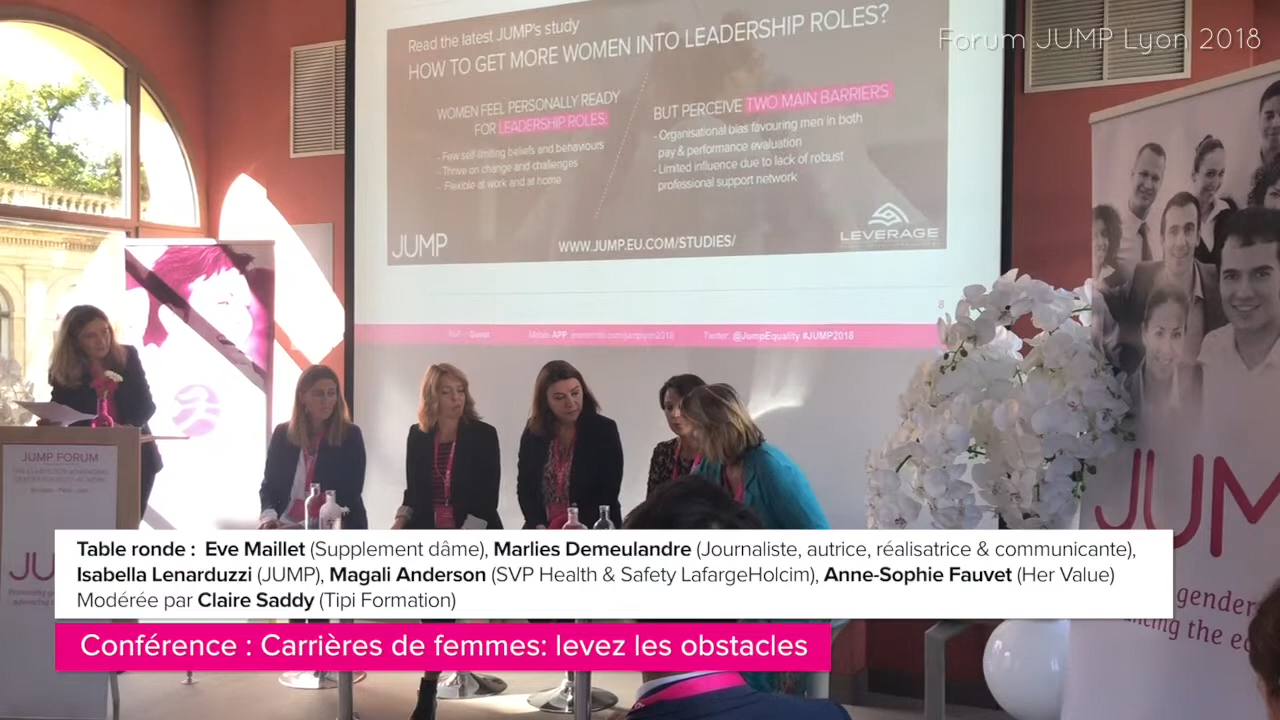 Forum JUMP Lyon 2018
Read the latest JUMP's study
HOW TO GET MORE WOMEN INTO LEADERSHIP ROLES?
WOMEN FEEL PERSONALLY READY
FOR LEADERSHIP ROLES:
- Few self-limiting beliefs and behaviours
- Thrive on change and challenges
- Flexible at work and at home
BUT PERCEIVE TWO MAIN BARRIERS:
- Organisational bias favouring men in both
pay & performance evaluation
- Limited influence due to lack of robust
professional support network
JUMP
WWW.JUMP.EU.COM/STUDIES/
LEVERAGE
8
Twitter: @JumpEquality #JUMP2018
JUMP FORUM
JU
JUM
gender
the
Table ronde : Eve Maillet (Supplement dâme), Marlies Demeulandre (Journaliste, autrice, réalisatrice & communicante),
Isabella Lenarduzzi (JUMP), Magali Anderson (SVP Health & Safety LafargeHolcim), Anne-Sophie Fauvet (Her Value)
Modérée par Claire Saddy (Tipi Formation)
Conférence : Carrières de femmes: levez les obstacles